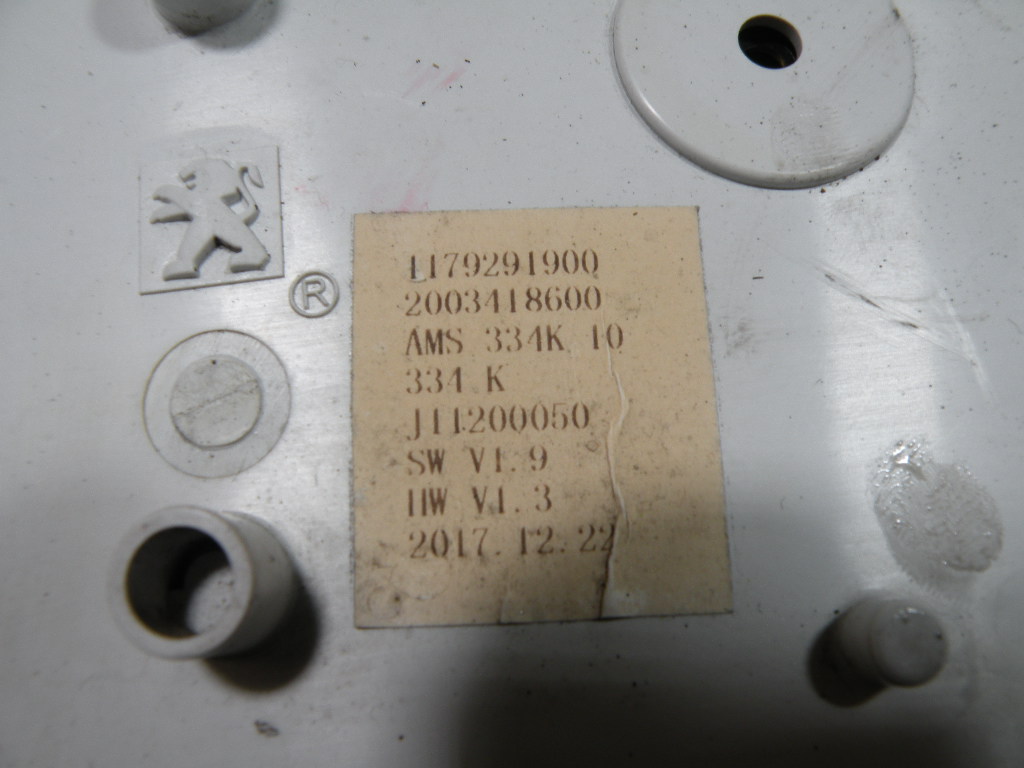 ®
1179291900
2003418600
AMS 334K 10
334 K
J11200050
SW V1.9
HW V1.3
2017.12.22